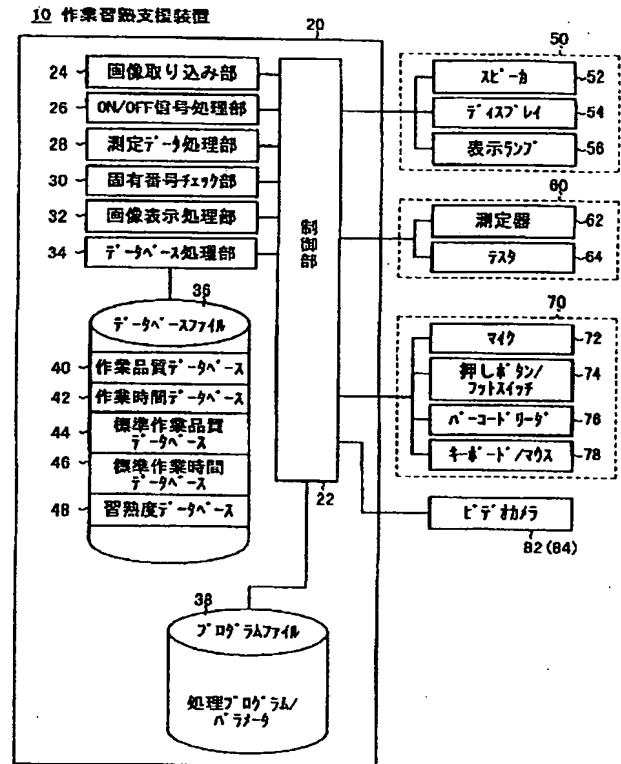 10 作業習熟支援装置
20
24 画像取り込み部
26 ON/OFF信号処理部
28 測定データ処理部
30 固有番号チェック部
32 画像表示処理部
34 データベース処理部
制御部
22
36
データベースファイル
40 作業品質データベース
42 作業時間データベース
44 標準作業品質
データベース
46 標準作業時間
データベース
48 習熟度データベース
38
プログラムファイル
処理プログラム/
パラメータ
50
スピーカ 52
ディスプレイ 54
表示ランプ 56
60
測定器 62
テスタ 64
70
マイク 72
押しボタン/
フットスイッチ 74
バーコードリーダ 76
キーボード/マウス 78
ビデオカメラ
82(84)